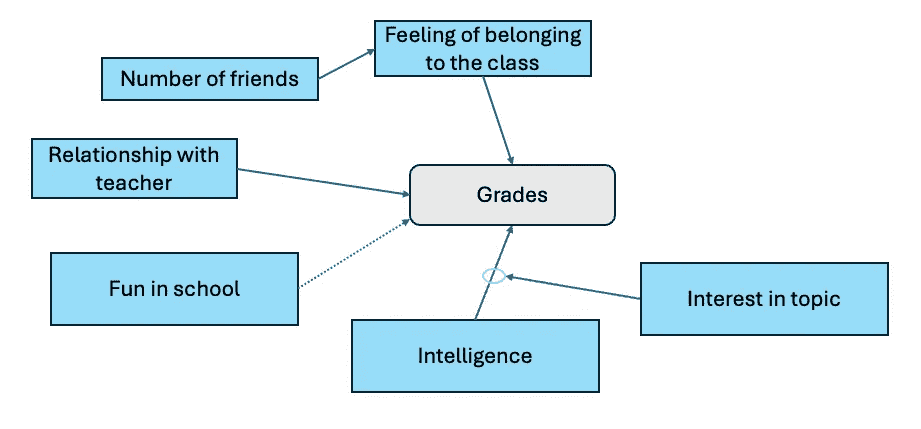 Feeling of belonging
to the class
Number of friends
Relationship with
teacher
Grades
Fun in school
Interest in topic
Intelligence